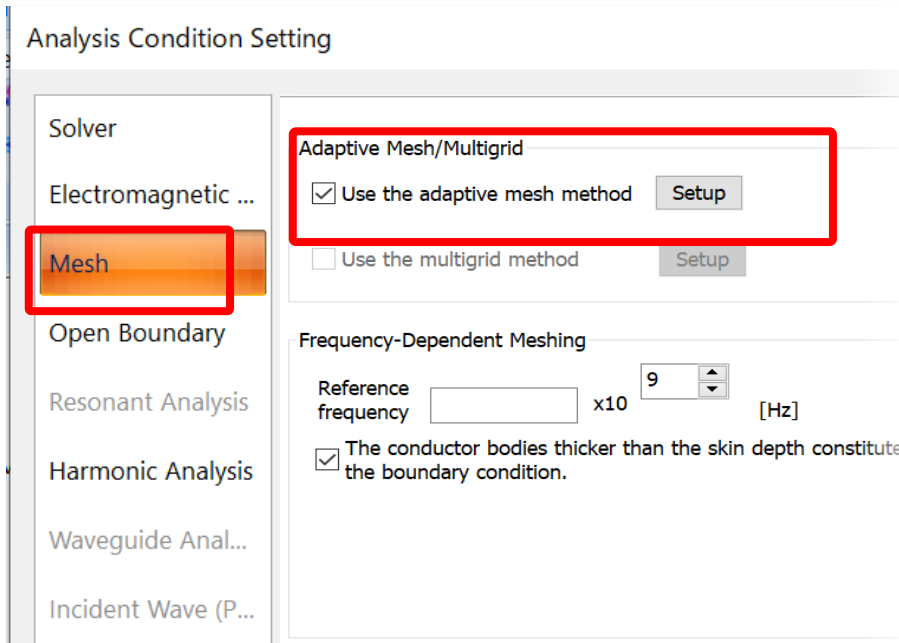 Analysis Condition Setting
Solver
Electromagnetic ...
Mesh
Open Boundary
Resonant Analysis
Harmonic Analysis
Waveguide Anal...
Incident Wave (P...
Adaptive Mesh/Multigrid
Use the adaptive mesh method Setup
Use the multigrid method Setup
Frequency-Dependent Meshing
Reference
frequency x10 9 [Hz]
The conductor bodies thicker than the skin depth constitute
the boundary condition.